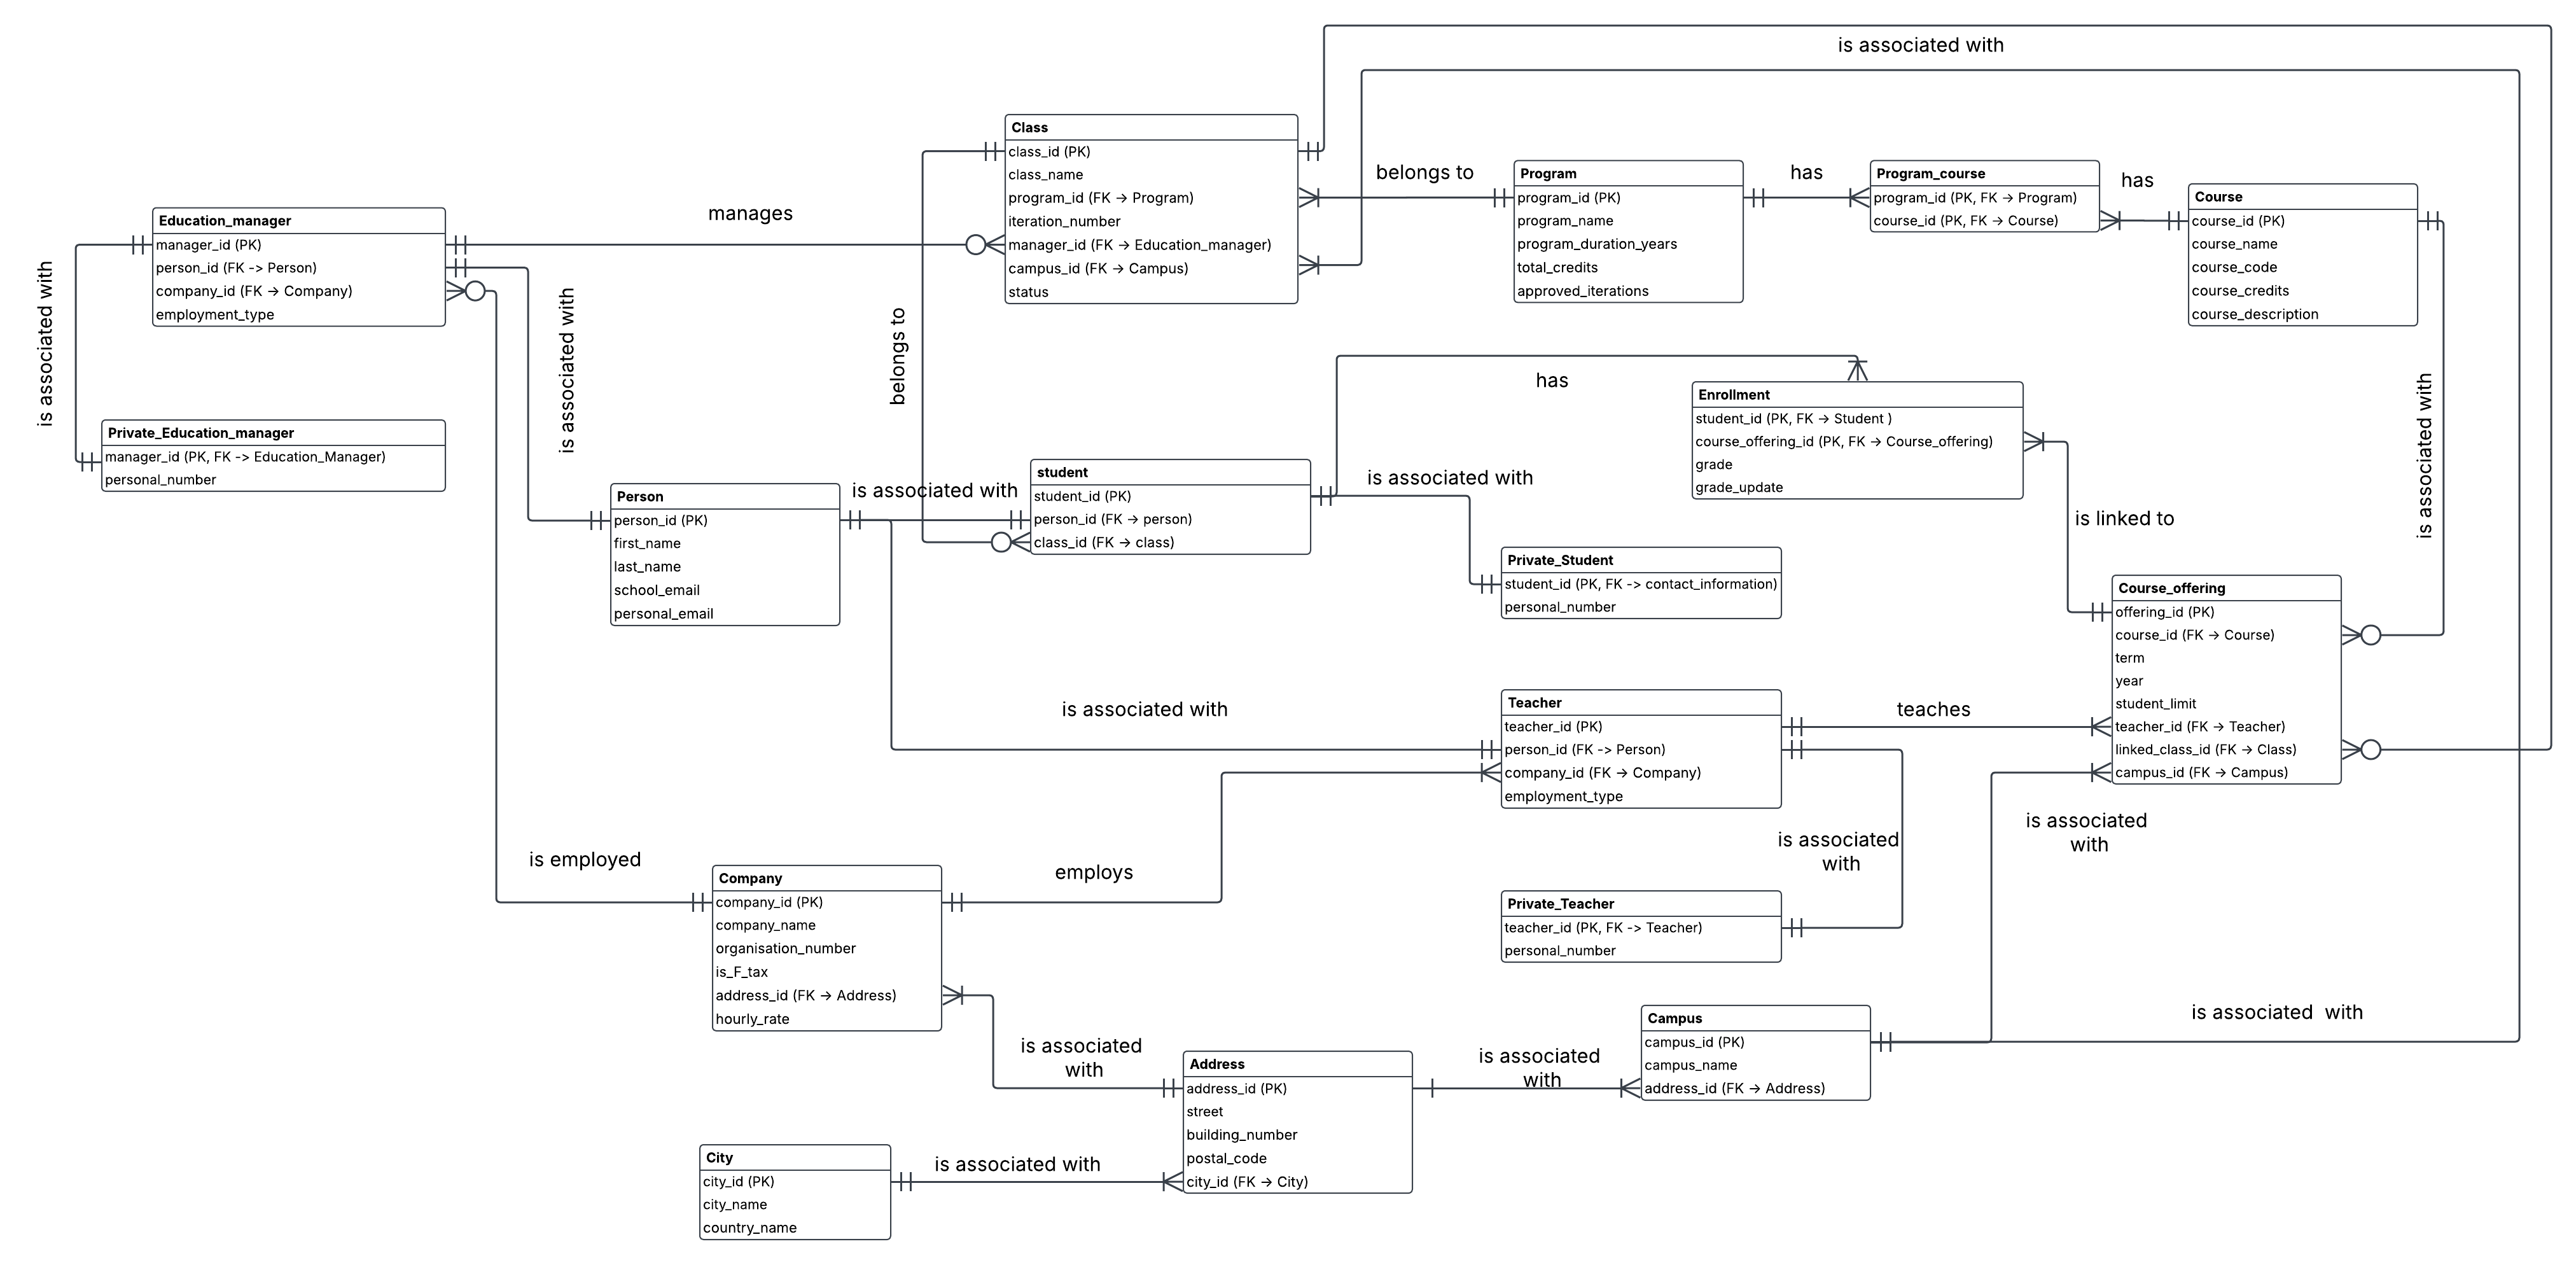 is associated with
Class
class_id (PK)
class_name
program_id (FK → Program)
iteration_number
manager_id (FK → Education_manager)
campus_id (FK → Campus)
status
belongs to
Program
program_id (PK)
program_name
program_duration_years
total_credits
approved_iterations
has
Program_course
program_id (PK, FK → Program)
course_id (PK, FK → Course)
has
Course
course_id (PK)
course_name
course_code
course_credits
course_description
manages
Education_manager
manager_id (PK)
person_id (FK -> Person)
company_id (FK → Company)
employment_type
is associated with
is associated with
belongs to
Private_Education_manager
manager_id (PK, FK -> Education_Manager)
personal_number
has
Enrollment
student_id (PK, FK → Student )
course_offering_id (PK, FK → Course_offering)
grade
grade_update
is associated with
Person
person_id (PK)
first_name
last_name
school_email
personal_email
is associated with
student
student_id (PK)
person_id (FK → person)
class_id (FK → class)
is associated with
is linked to
Private_Student
student_id (PK, FK -> contact_information)
personal_number
Course_offering
offering_id (PK)
course_id (FK → Course)
term
year
student_limit
teacher_id (FK → Teacher)
linked_class_id (FK → Class)
campus_id (FK → Campus)
is associated with
Teacher
teacher_id (PK)
person_id (FK -> Person)
company_id (FK → Company)
employment_type
teaches
is associated
with
is associated
with
is employed
Company
company_id (PK)
company_name
organisation_number
is_F_tax
address_id (FK → Address)
hourly_rate
employs
Private_Teacher
teacher_id (PK, FK -> Teacher)
personal_number
is associated
with
Address
address_id (PK)
street
building_number
postal_code
city_id (FK → City)
is associated
with
Campus
campus_id (PK)
campus_name
address_id (FK → Address)
is associated  with
City
city_id (PK)
city_name
country_name
is associated with